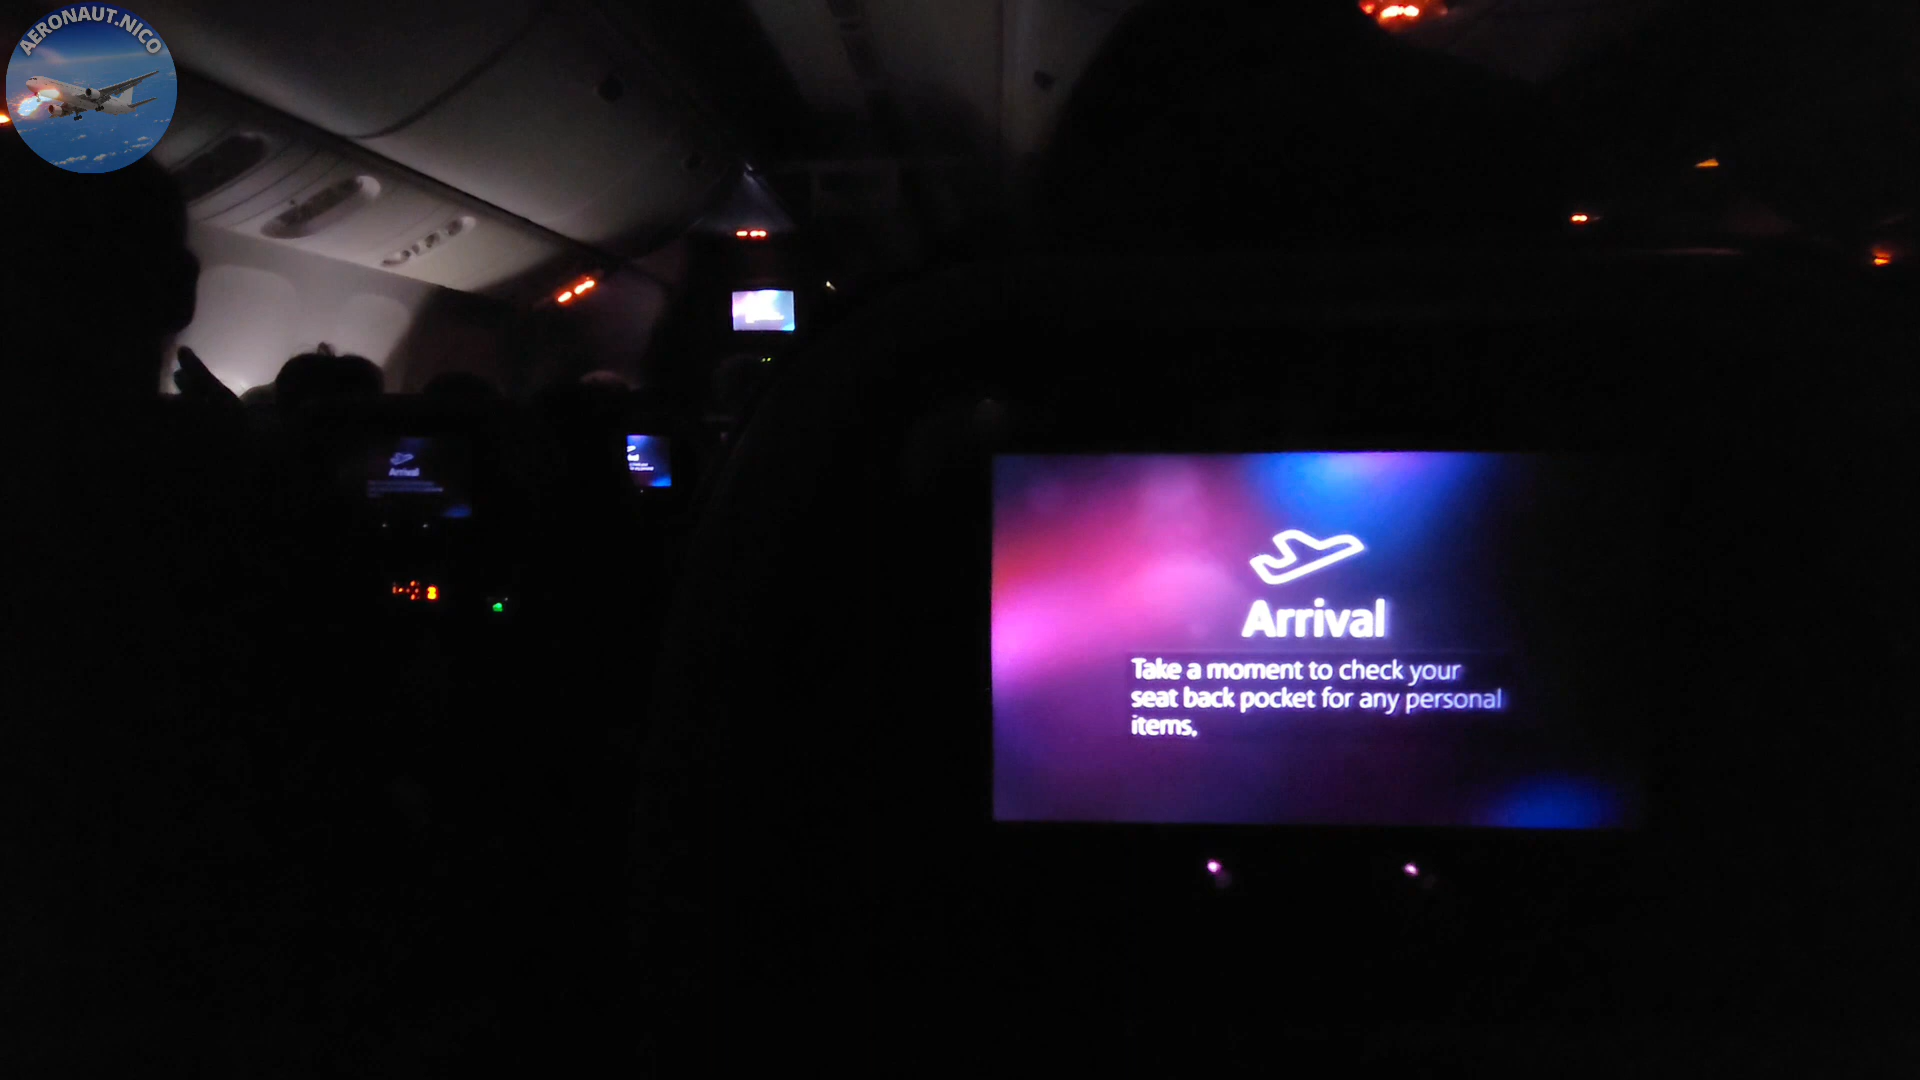 AERONAUT.NICO
Arrival
Take a moment to check your
seat back pocket for any personal
items.
Arrival